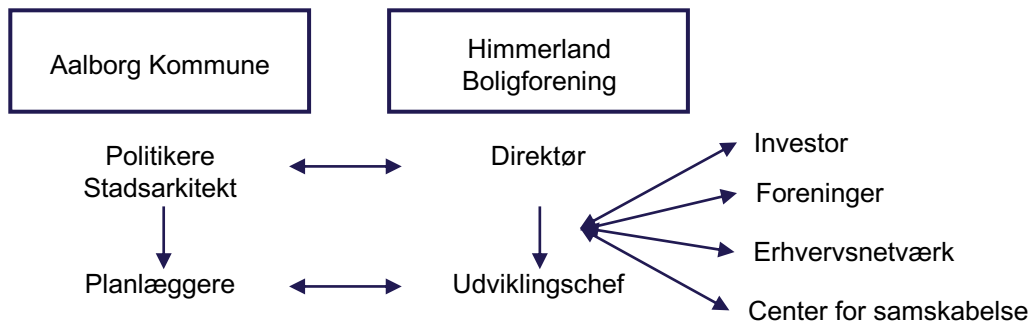 Aalborg Kommune
Himmerland
Boligforening
Politikere
Stadsarkitekt
Direktør
Investor
Foreninger
Erhvervsnetværk
Planlæggere
Udviklingschef
Center for samskabelse